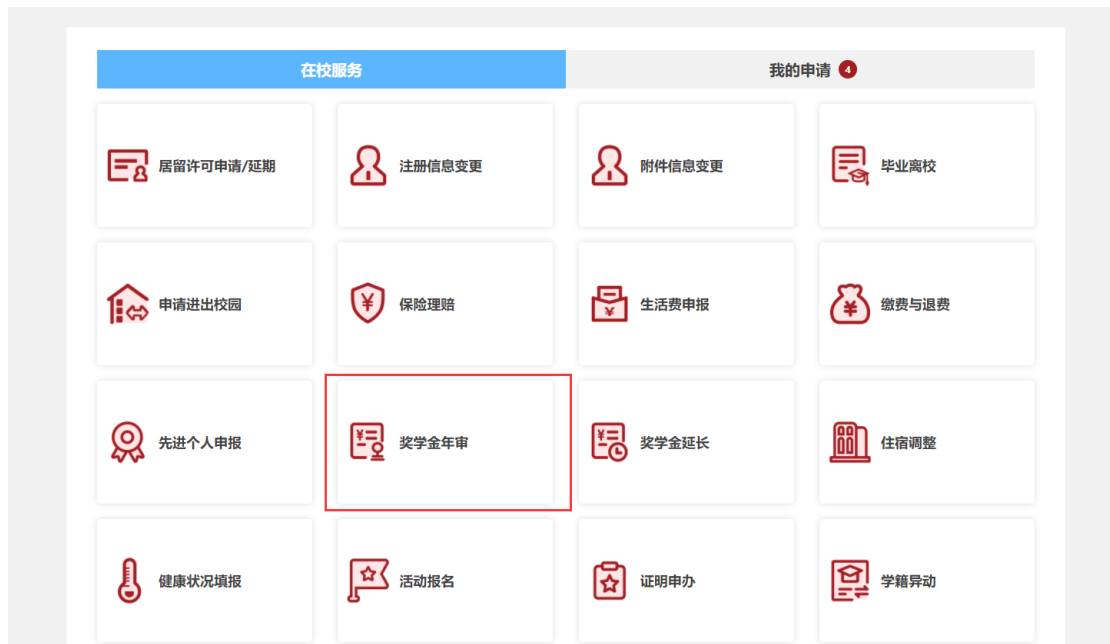 在校服务
我的申请 4
居留许可申请/延期
注册信息变更
附件信息变更
毕业离校
申请进出校园
保险理赔
生活费申报
缴费与退费
先进个人申报
奖学金年审
奖学金延长
住宿调整
健康状况填报
活动报名
证明申办
学籍异动